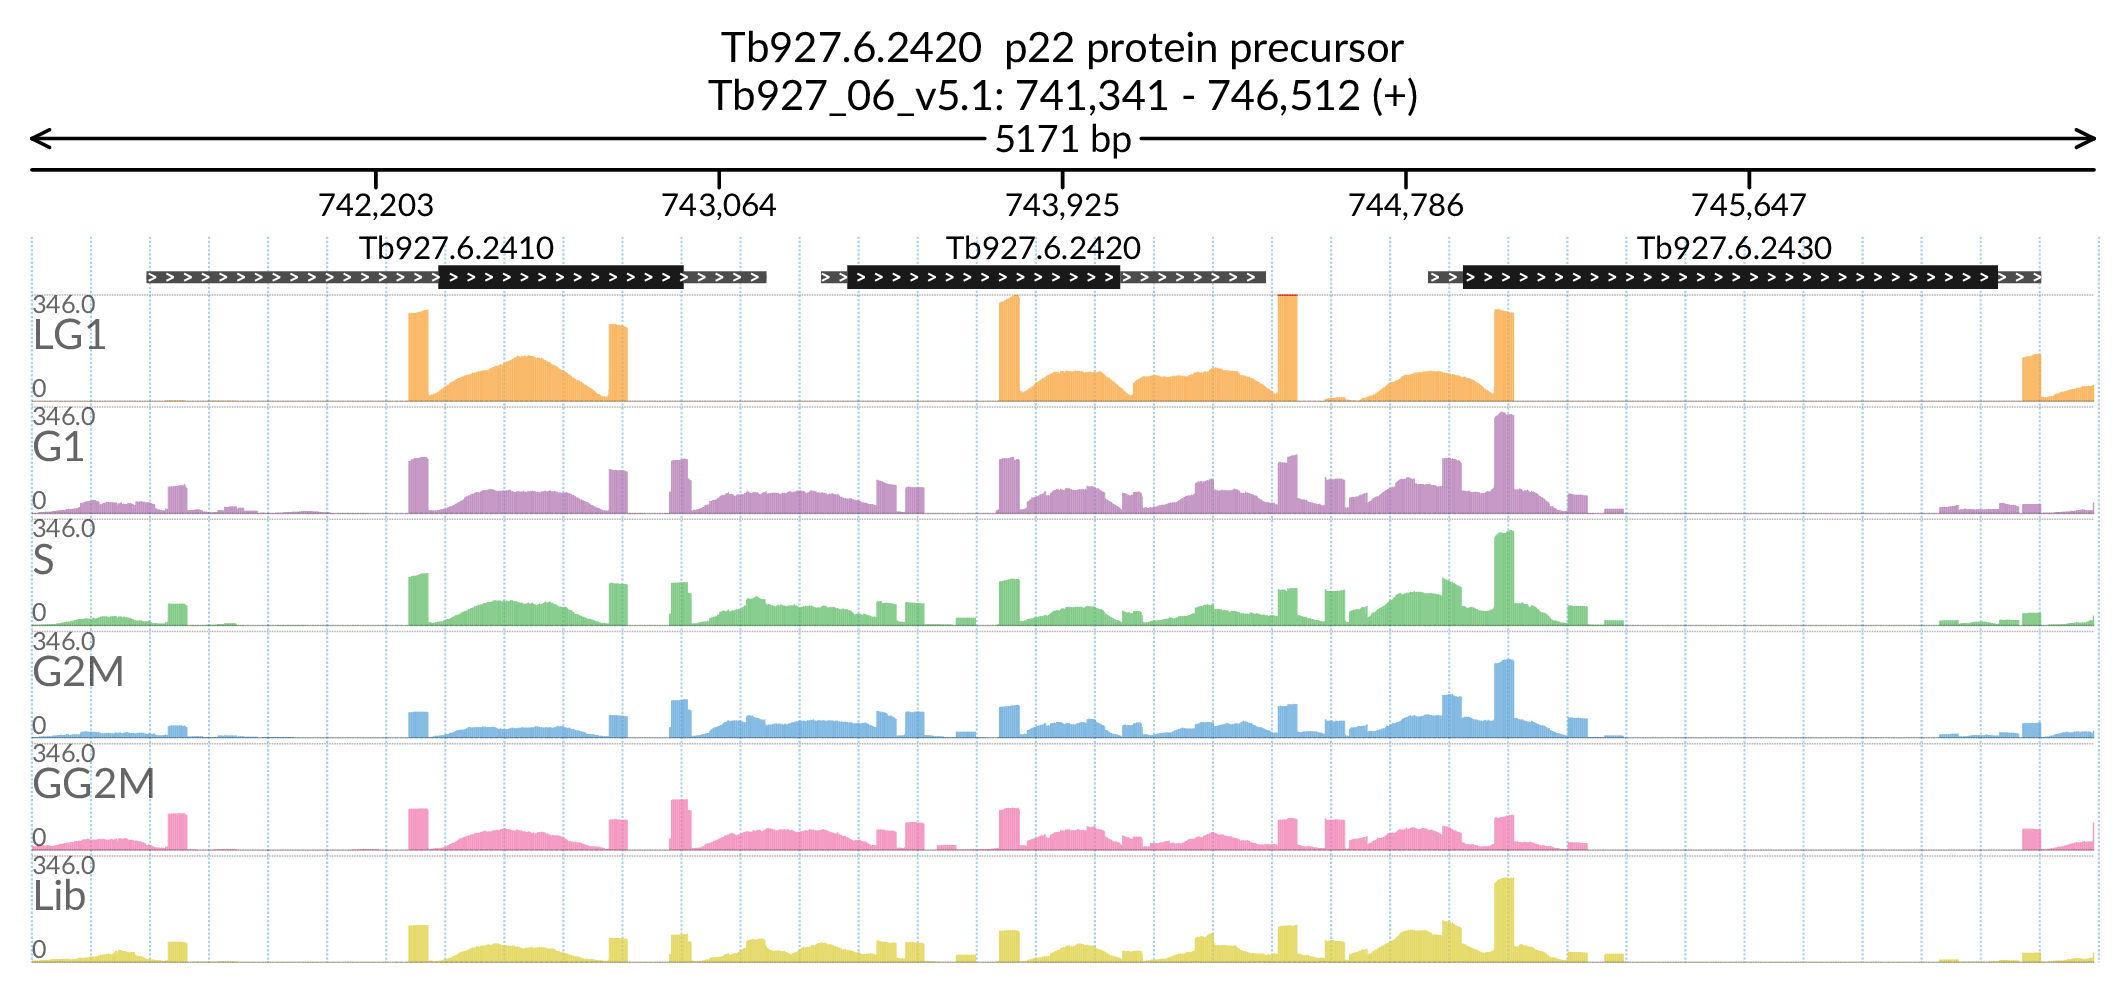 Tb927.6.2420  p22 protein precursor
Tb927_06_v5.1: 741,341 - 746,512 (+)
5171 bp
742,203 743,064 743,925 744,786 745,647
Tb927.6.2410 Tb927.6.2420 Tb927.6.2430
346.0
LG1
0
346.0
G1
0
346.0
S
0
346.0
G2M
0
346.0
GG2M
0
346.0
Lib
0